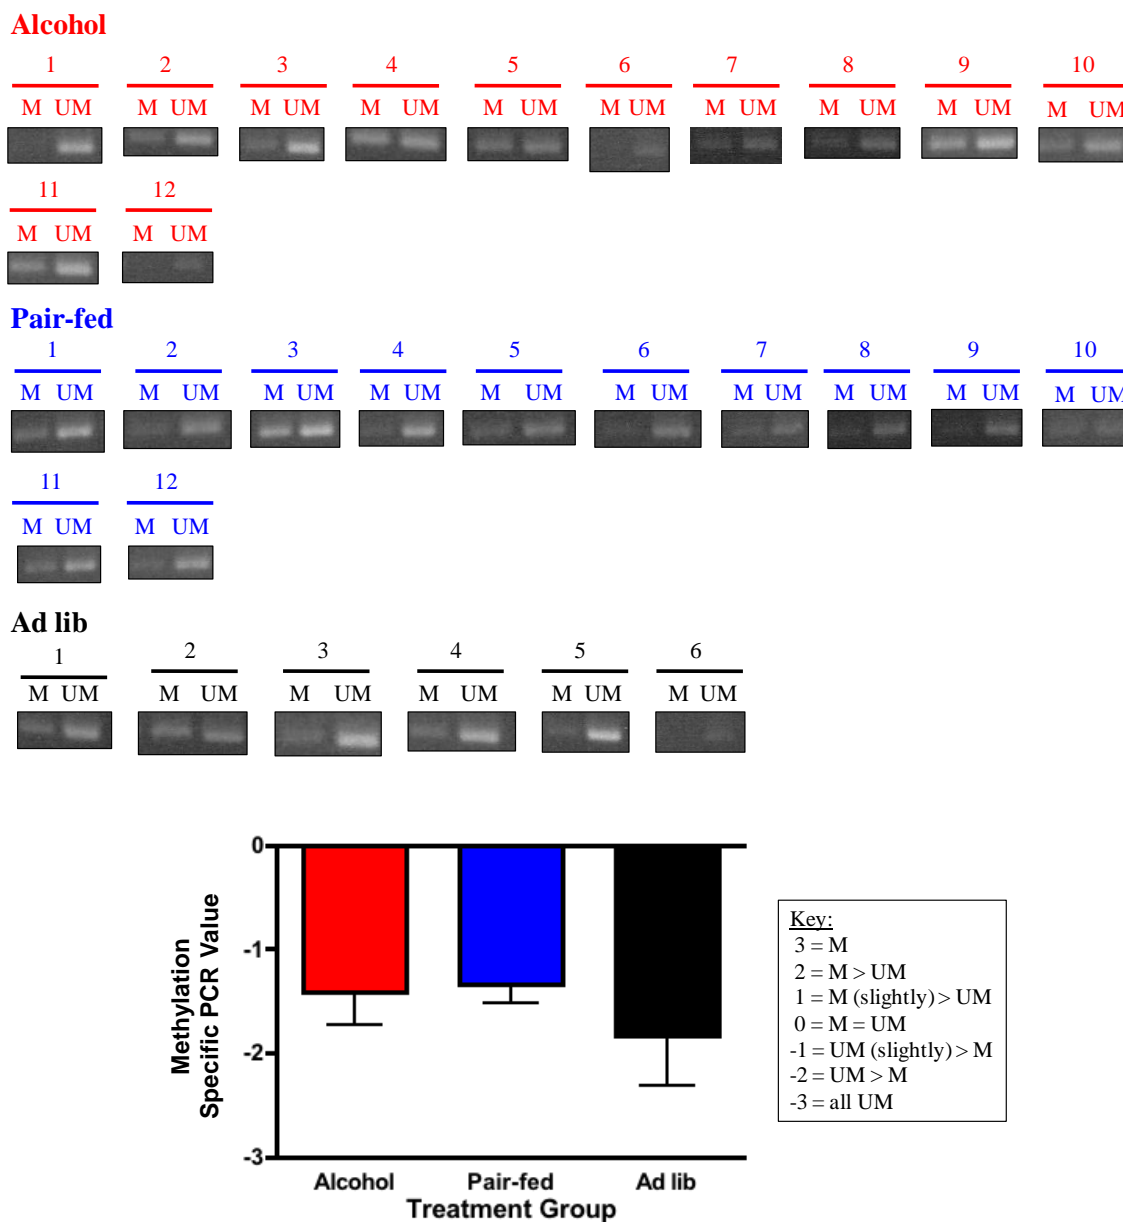 Alcohol
1 2 3 4 5 6 7 8 9 10
M UM M UM M UM M UM M UM M UM M UM M UM M UM M UM
11 12
M UM M UM
Pair-fed
1 2 3 4 5 6 7 8 9 10
M UM M UM M UM M UM M UM M UM M UM M UM M UM M UM
11 12
M UM M UM
Ad lib
1 2 3 4 5 6
M UM M UM M UM M UM M UM M UM
0
-1
-2
-3
Methylation
Specific PCR Value
Alcohol Pair-fed Ad lib
Treatment Group
Key:
3 = M
2 = M > UM
1 = M (slightly) > UM
0 = M = UM
-1 = UM (slightly) > M
-2 = UM > M
-3 = all UM